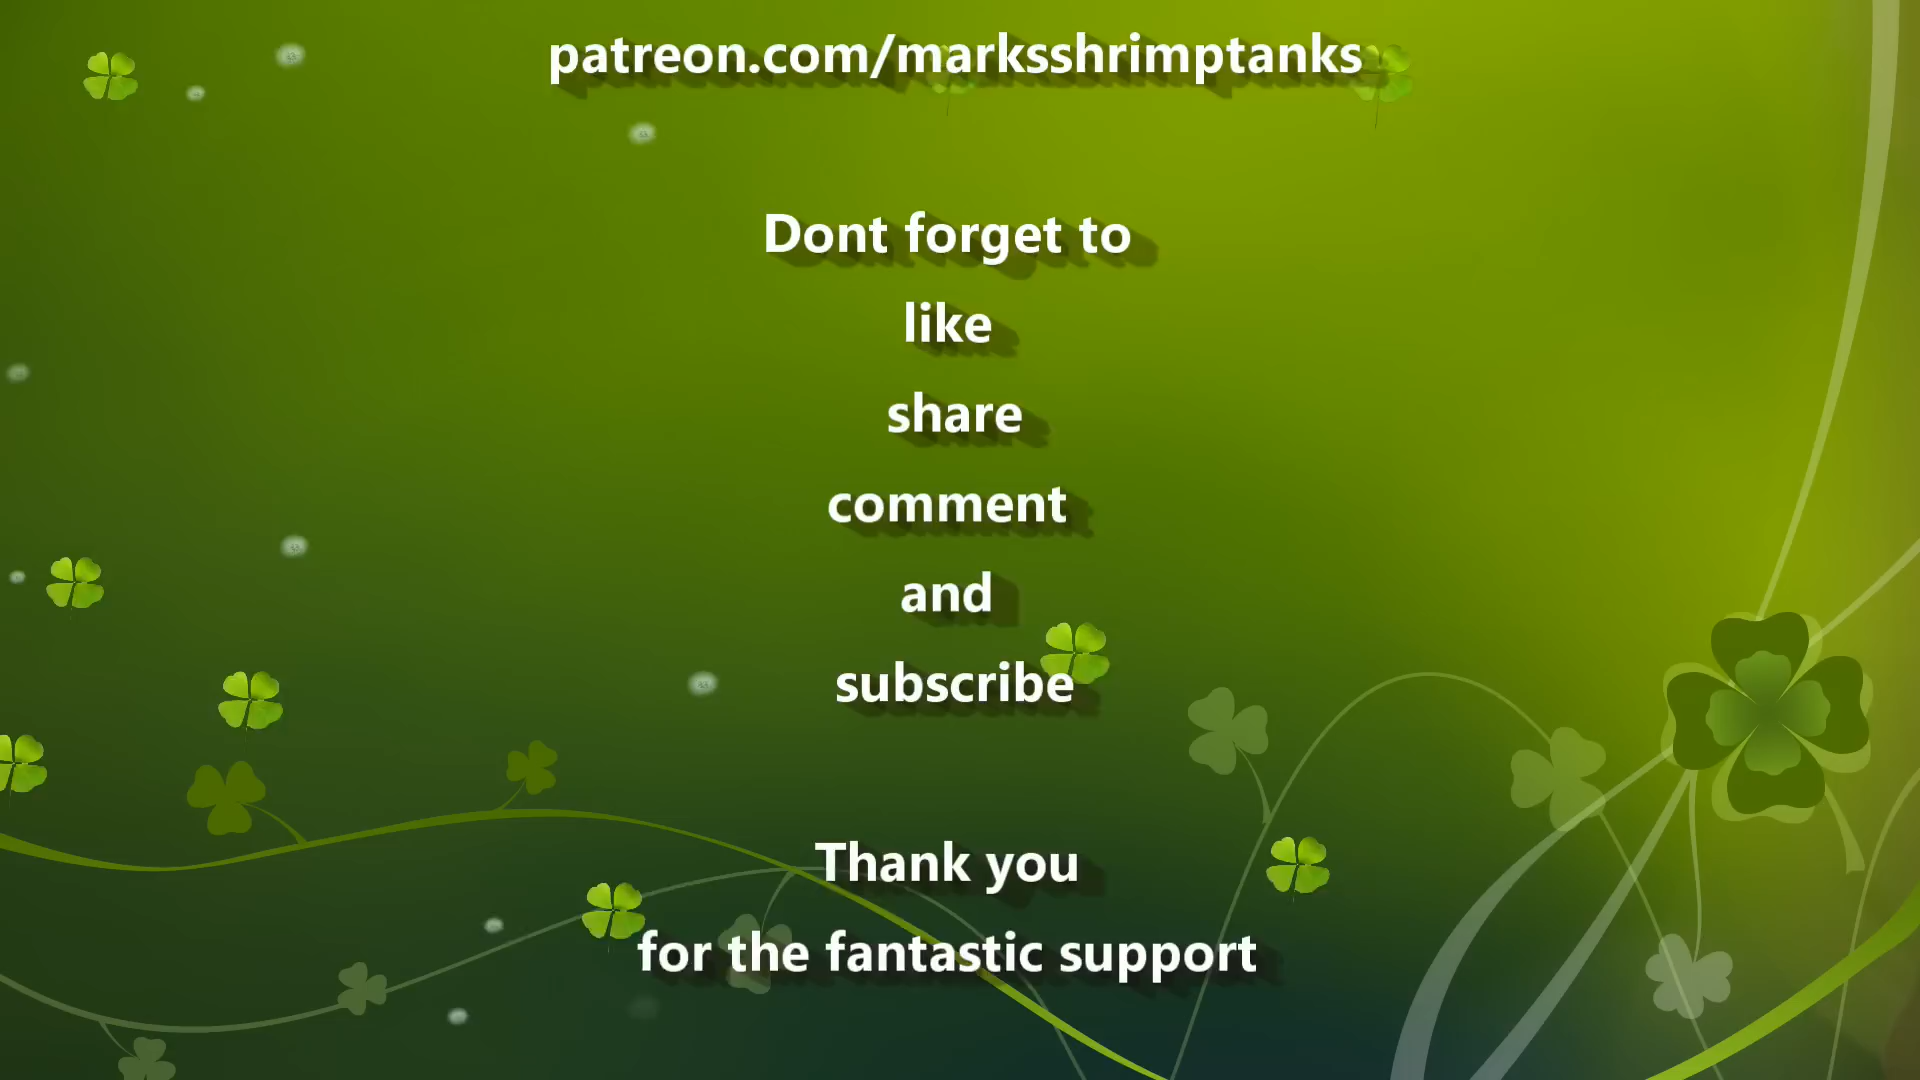 patreon.com/marksshrimptanks
Dont forget to
like
share
comment
and
subscribe
Thank you
for the fantastic support